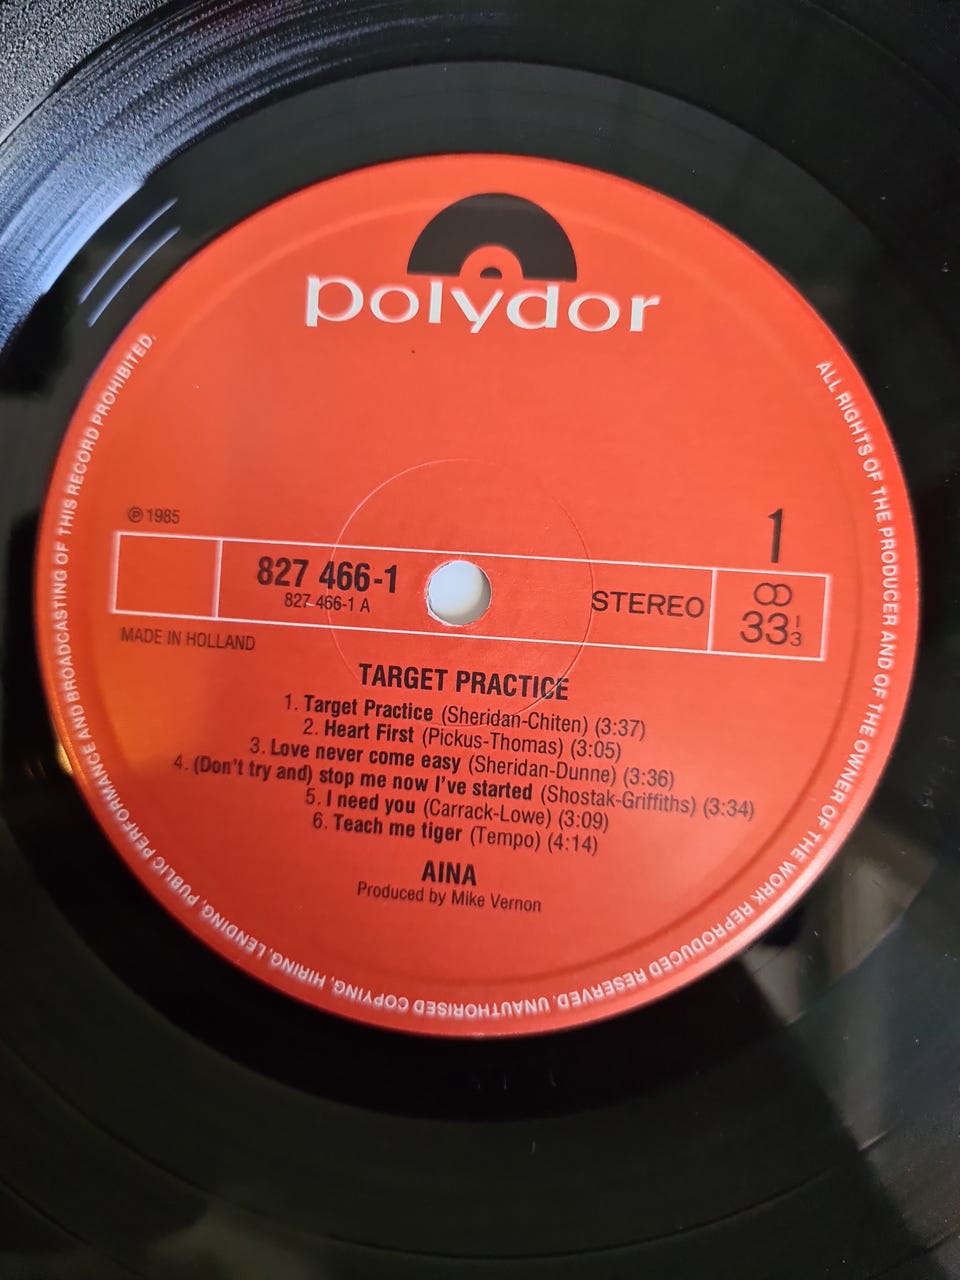 polydor
ALL RIGHTS OF THE PRODUCER AND OF THE OWNER OF THE WORK REPRODUCED RESERVED. UNAUTHORISED COPYING, HIRING, LENDING, PUBLIC PERFORMANCE AND BROADCASTING OF THIS RECORD PROHIBITED.
℗ 1985
1
827 466-1
827 466-1 A
STEREO
33 1/3
MADE IN HOLLAND
TARGET PRACTICE
1. Target Practice (Sheridan-Chiten) (3:37)
2. Heart First (Pickus-Thomas) (3:05)
3. Love never come easy (Sheridan-Dunne) (3:36)
4. (Don't try and) stop me now I've started (Shostak-Griffiths) (3:34)
5. I need you (Carrack-Lowe) (3:09)
6. Teach me tiger (Tempo) (4:14)
AINA
Produced by Mike Vernon